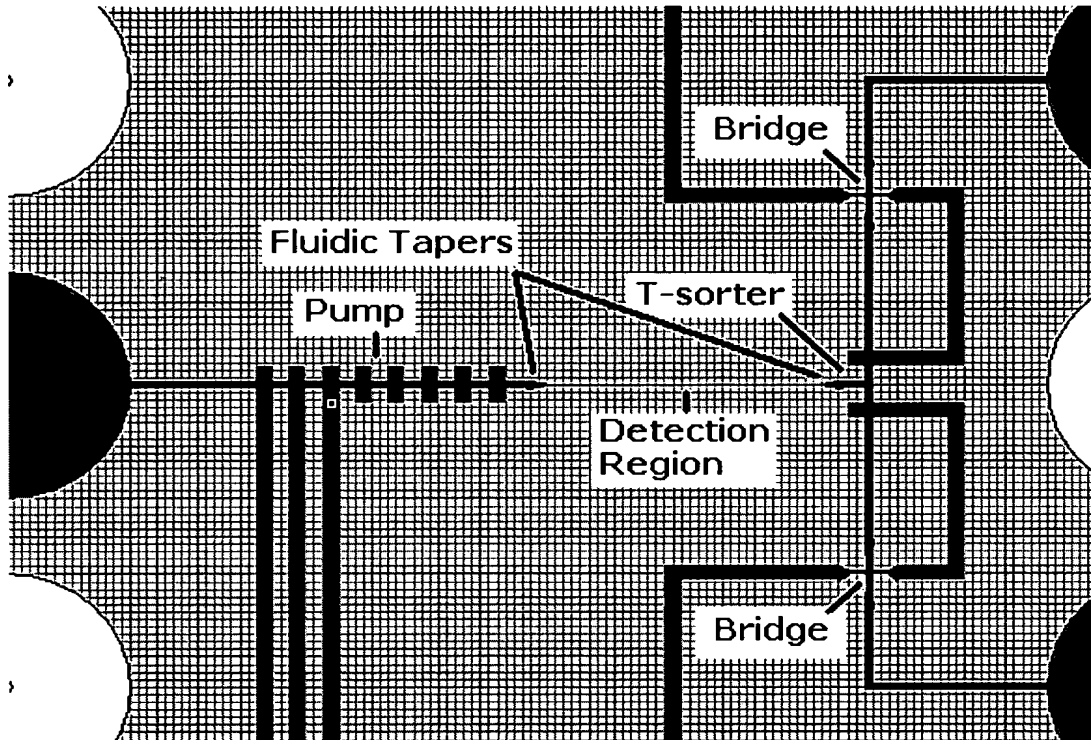 Bridge
Fluidic Tapers
T-sorter
Pump
Detection
Region
Bridge